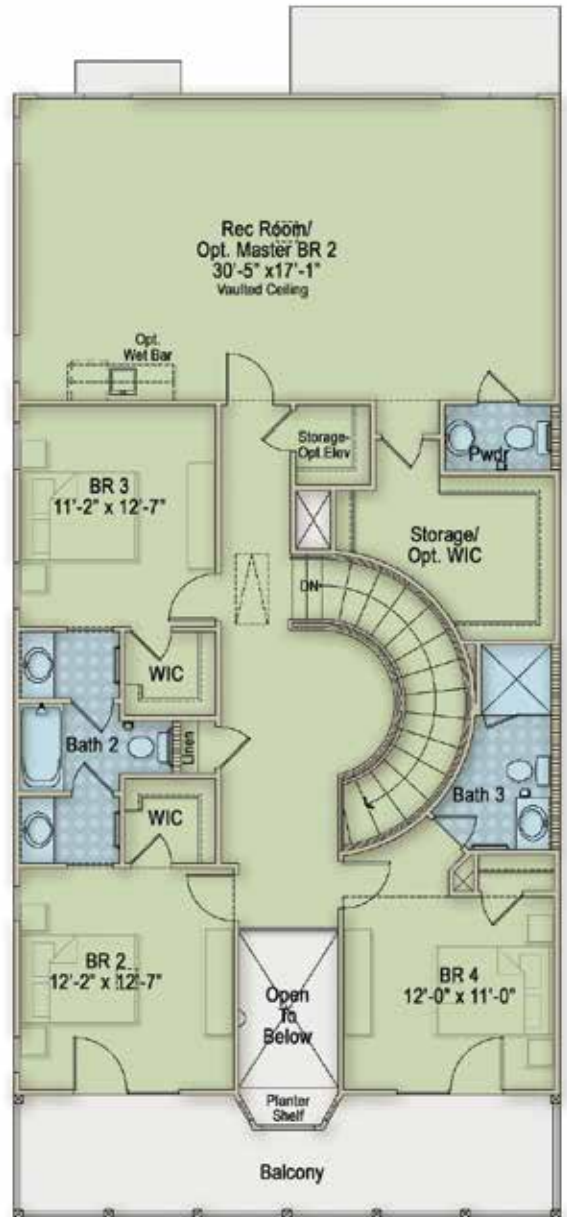 Rec Room/
Opt. Master BR 2
30'-5" x17'-1"
Vaulted Ceiling
Opt.
Wet Bar
Storage-
Opt.Elev
Pwdr
BR 3
11'-2" x 12'-7"
Storage/
Opt. WIC
DN
WIC
Bath 2
Linen
WIC
Bath 3
BR 2
12'-2" x 12'-7"
Open
To
Below
BR 4
12'-0" x 11'-0"
Planter
Shelf
Balcony